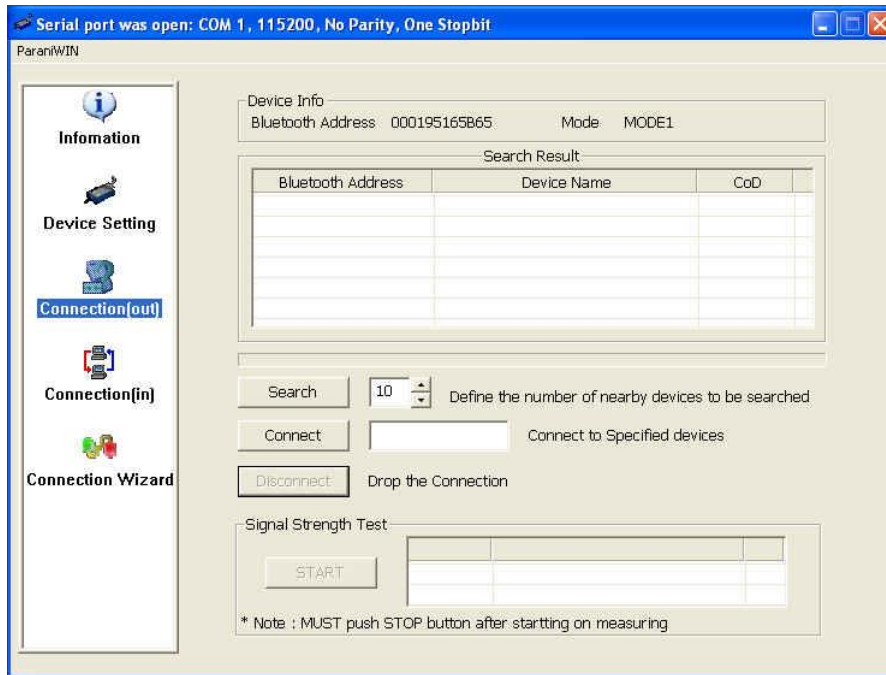 Serial port was open: COM 1, 115200, No Parity, One Stopbit
ParaniWIN
Infomation
Device Setting
Connection(out)
Connection(in)
Connection Wizard
Device Info
Bluetooth Address 000195165B65 Mode MODE1
Search Result
Bluetooth Address Device Name CoD
Search 10 Define the number of nearby devices to be searched
Connect Connect to Specified devices
Disconnect Drop the Connection
Signal Strength Test
START
* Note : MUST push STOP button after startting on measuring